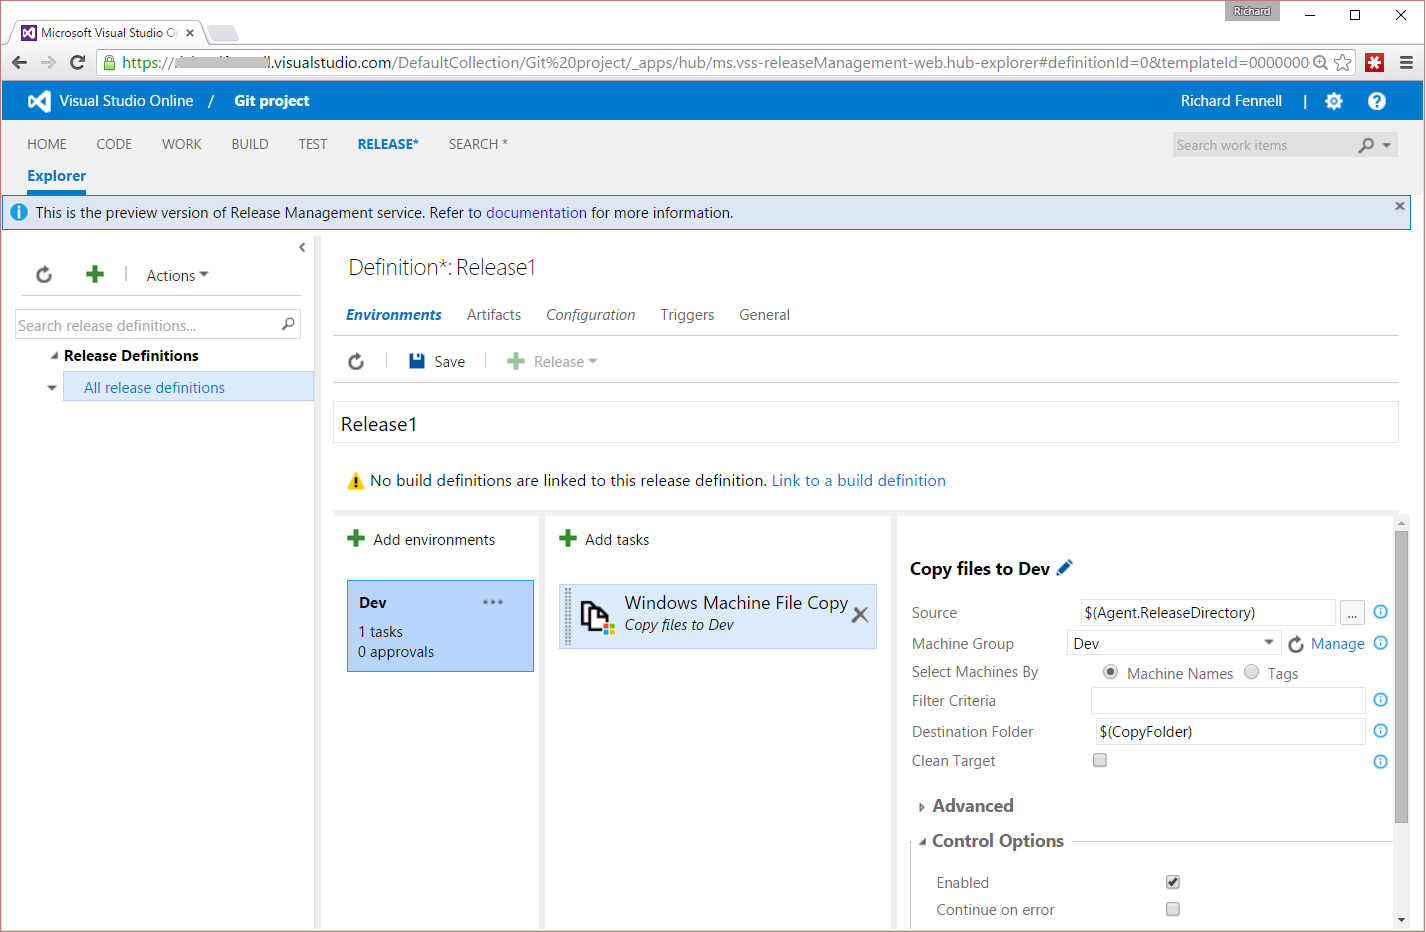 Richard
Microsoft Visual Studio O
https://
.visualstudio.com/DefaultCollection/Git%20project/_apps/hub/ms.vss-releaseManagement-web.hub-explorer#definitionId=0&templateId=0000000
Visual Studio Online / Git project
Richard Fennell |
HOME CODE WORK BUILD TEST RELEASE* SEARCH *
Search work items
Explorer
This is the preview version of Release Management service. Refer to documentation for more information.
Actions
Search release definitions...
Release Definitions
All release definitions
Definition*: Release1
Environments Artifacts Configuration Triggers General
Save Release
Release1
No build definitions are linked to this release definition. Link to a build definition
Add environments
Dev ...
1 tasks
0 approvals
Add tasks
Windows Machine File Copy
Copy files to Dev
Copy files to Dev
Source $(Agent.ReleaseDirectory) ...
Machine Group Dev Manage
Select Machines By Machine Names Tags
Filter Criteria
Destination Folder $(CopyFolder)
Clean Target
Advanced
Control Options
Enabled
Continue on error